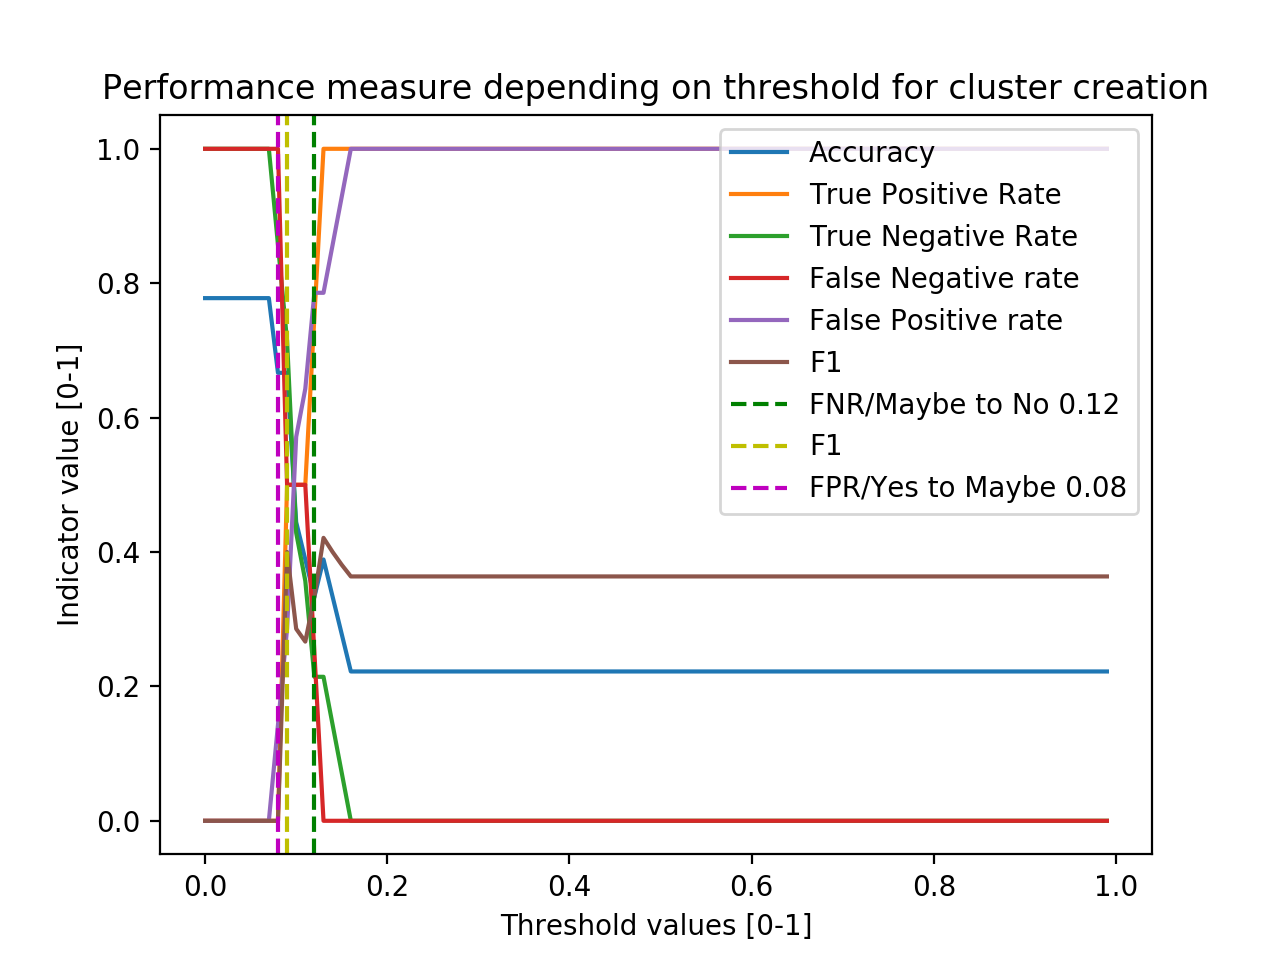 Performance measure depending on threshold for cluster creation
1.0
0.8
0.6
0.4
0.2
0.0
Indicator value [0-1]
Accuracy
True Positive Rate
True Negative Rate
False Negative rate
False Positive rate
F1
FNR/Maybe to No 0.12
F1
FPR/Yes to Maybe 0.08
0.0 0.2 0.4 0.6 0.8 1.0
Threshold values [0-1]